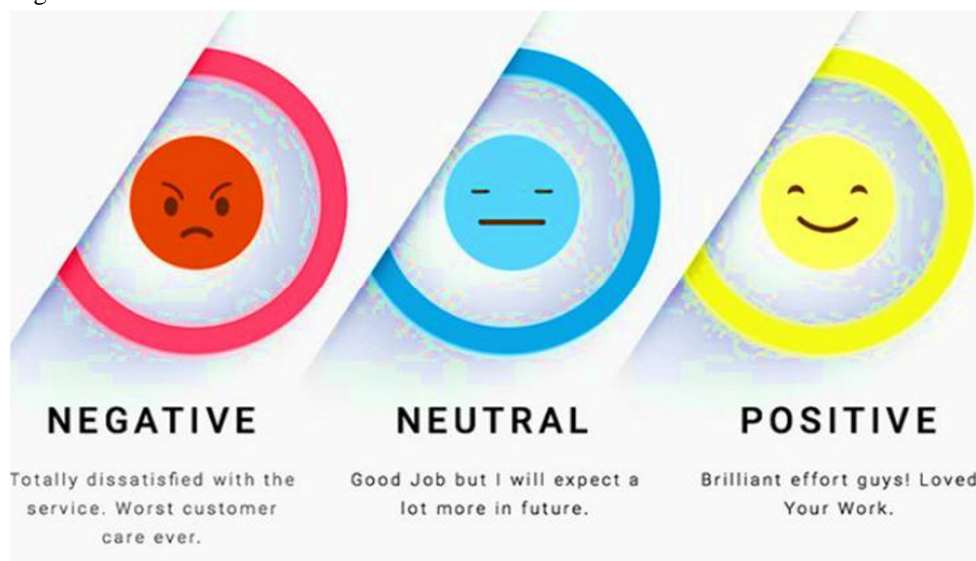 NEGATIVE
Totally dissatisfied with the
service. Worst customer
care ever.
NEUTRAL
Good Job but I will expect a
lot more in future.
POSITIVE
Brilliant effort guys! Loved
Your Work.